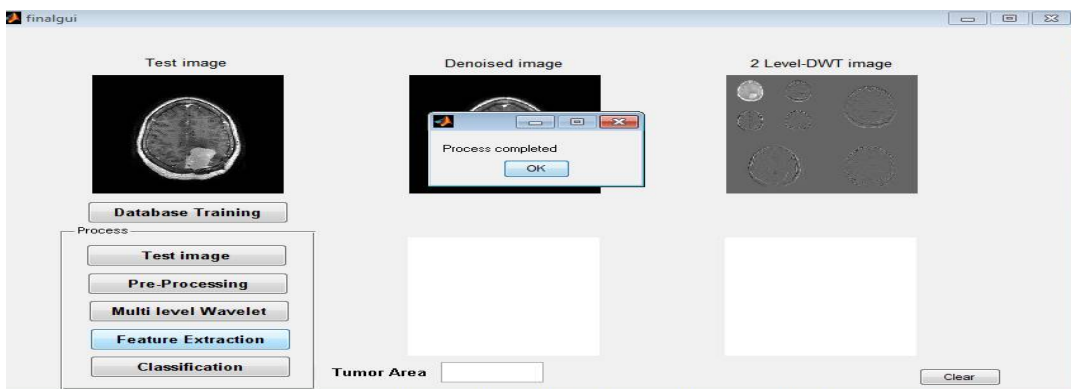 finalgui
Test image
Denoised image
2 Level-DWT image
Process completed
OK
Database Training
Process
Test image
Pre-Processing
Multi level Wavelet
Feature Extraction
Classification
Tumor Area
Clear